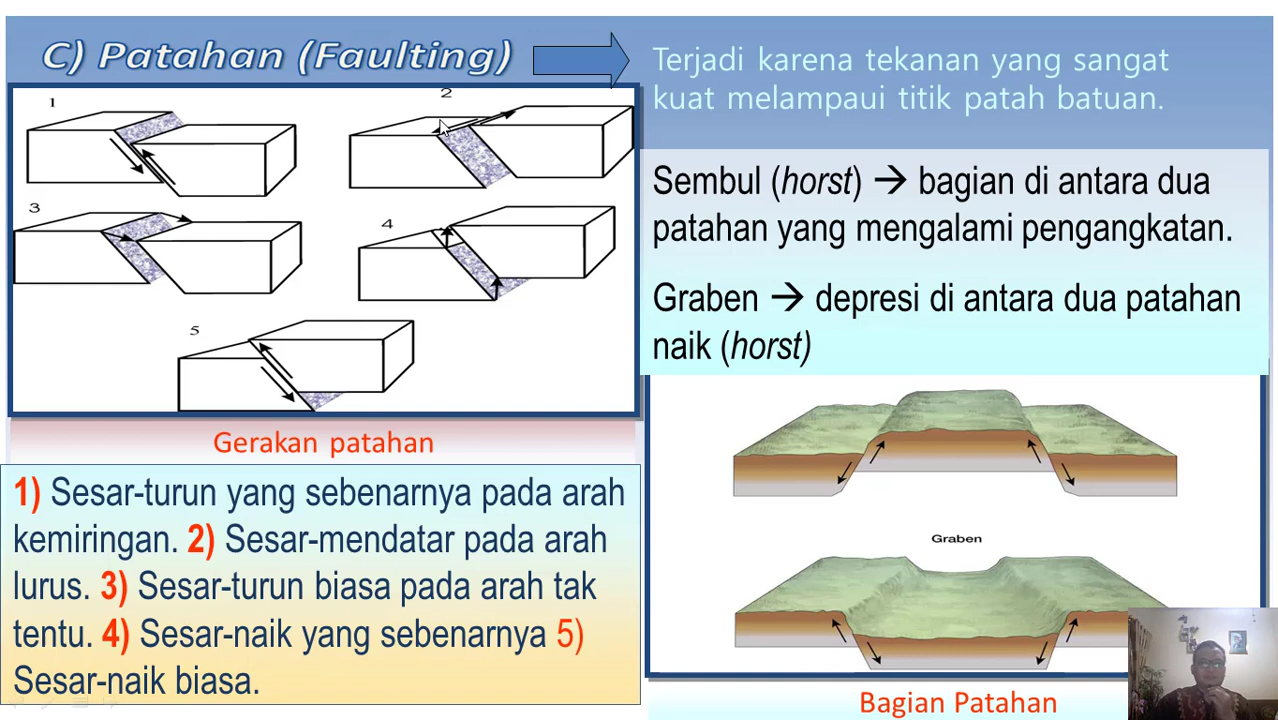 C) Patahan (Faulting)
Terjadi karena tekanan yang sangat
kuat melampaui titik patah batuan.
1
2
3
4
5
Gerakan patahan
1) Sesar-turun yang sebenarnya pada arah
kemiringan. 2) Sesar-mendatar pada arah
lurus. 3) Sesar-turun biasa pada arah tak
tentu. 4) Sesar-naik yang sebenarnya 5)
Sesar-naik biasa.
Sembul (horst) → bagian di antara dua
patahan yang mengalami pengangkatan.
Graben → depresi di antara dua patahan
naik (horst)
Graben
Bagian Patahan